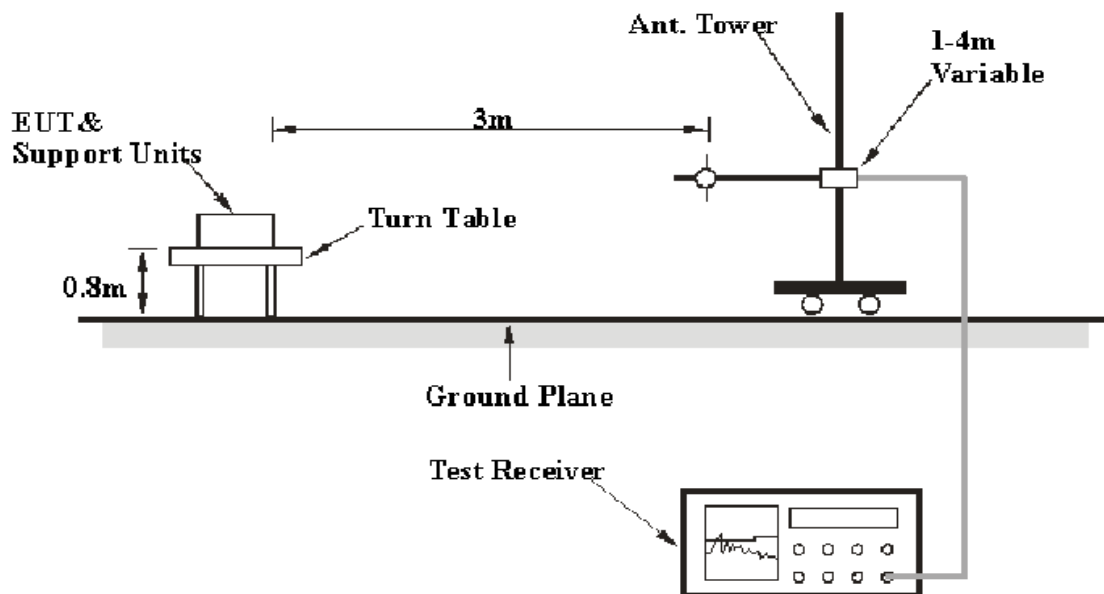 Ant. Tower
1-4m
Variable
3m
EUT&
Support Units
Turn Table
0.8m
Ground Plane
Test Receiver